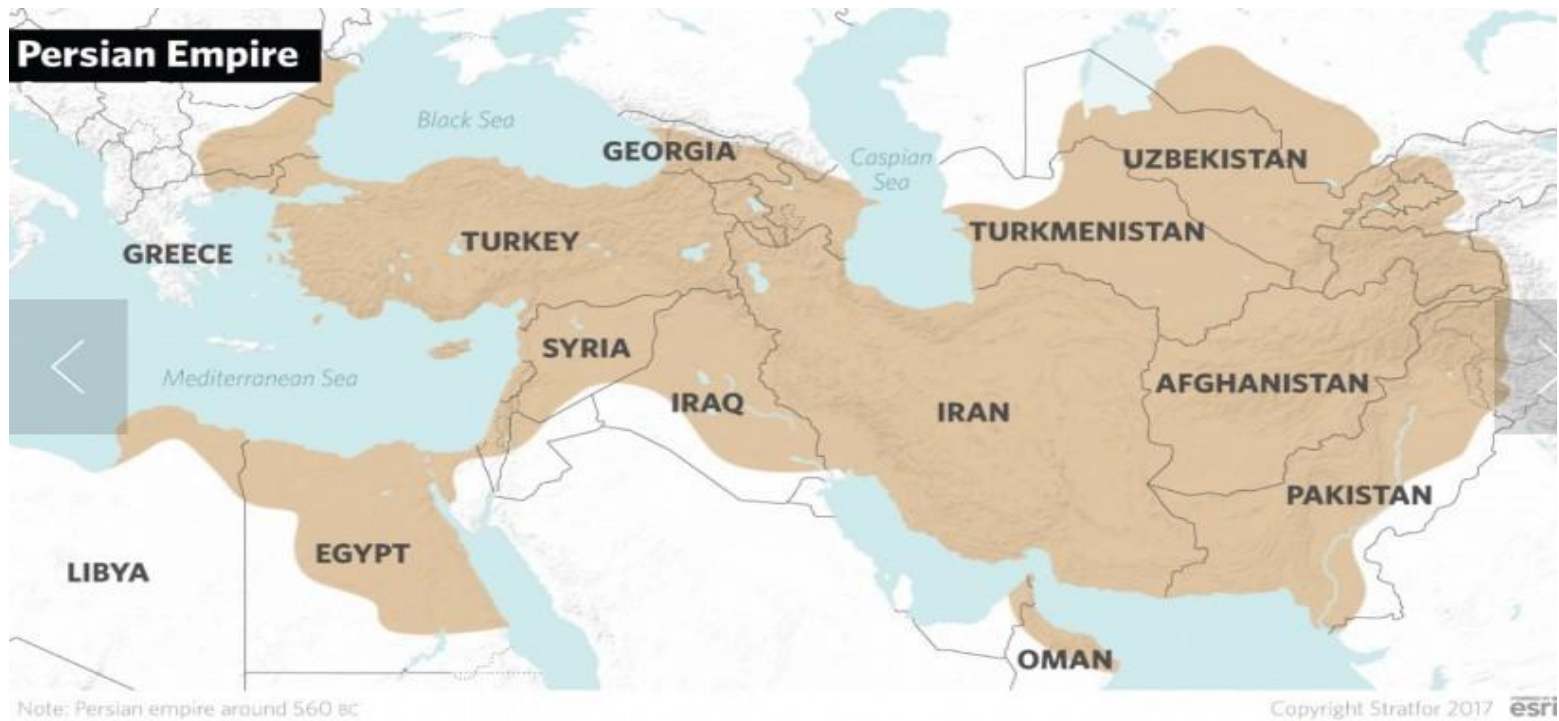 Persian Empire
Black Sea
GEORGIA
Caspian
Sea
UZBEKISTAN
TURKMENISTAN
GREECE
TURKEY
SYRIA
Mediterranean Sea
IRAQ
IRAN
AFGHANISTAN
PAKISTAN
EGYPT
LIBYA
OMAN
Note: Persian empire around 560 BC
Copyright Stratfor 2017
esri